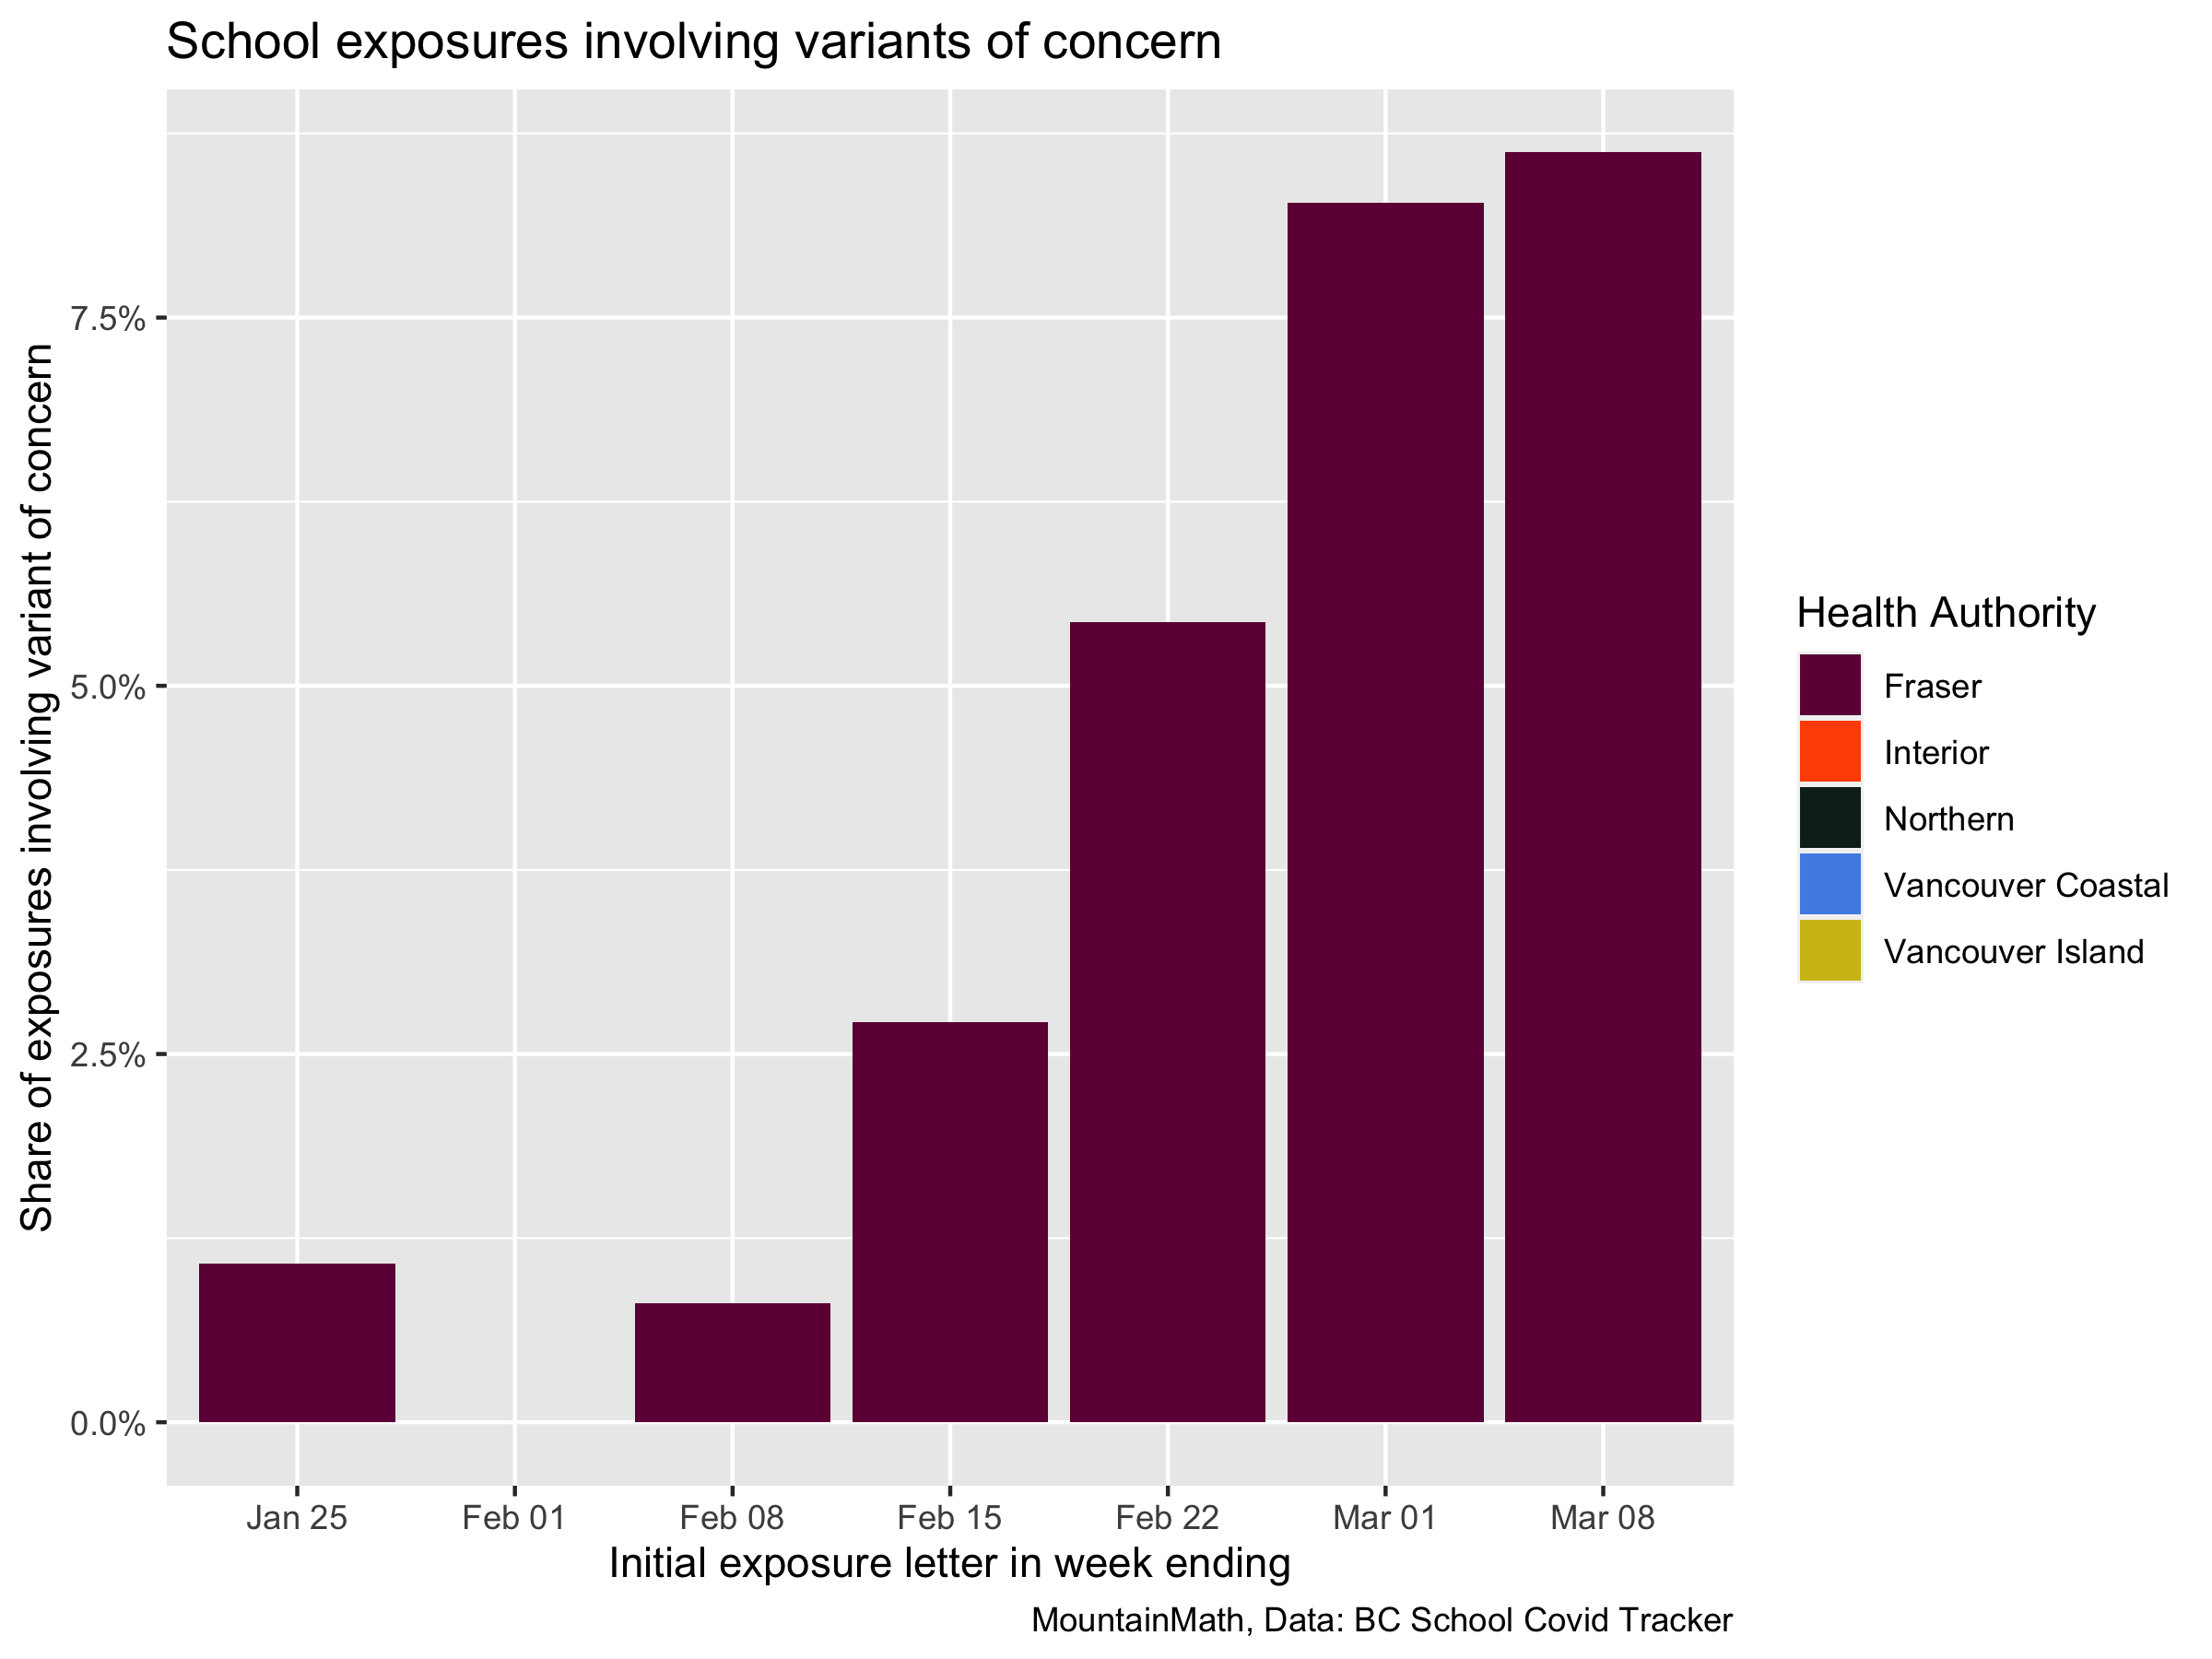 School exposures involving variants of concern
Share of exposures involving variant of concern
7.5%
5.0%
2.5%
0.0%
Jan 25
Feb 01
Feb 08
Feb 15
Feb 22
Mar 01
Mar 08
Initial exposure letter in week ending
Health Authority
Fraser
Interior
Northern
Vancouver Coastal
Vancouver Island
MountainMath, Data: BC School Covid Tracker